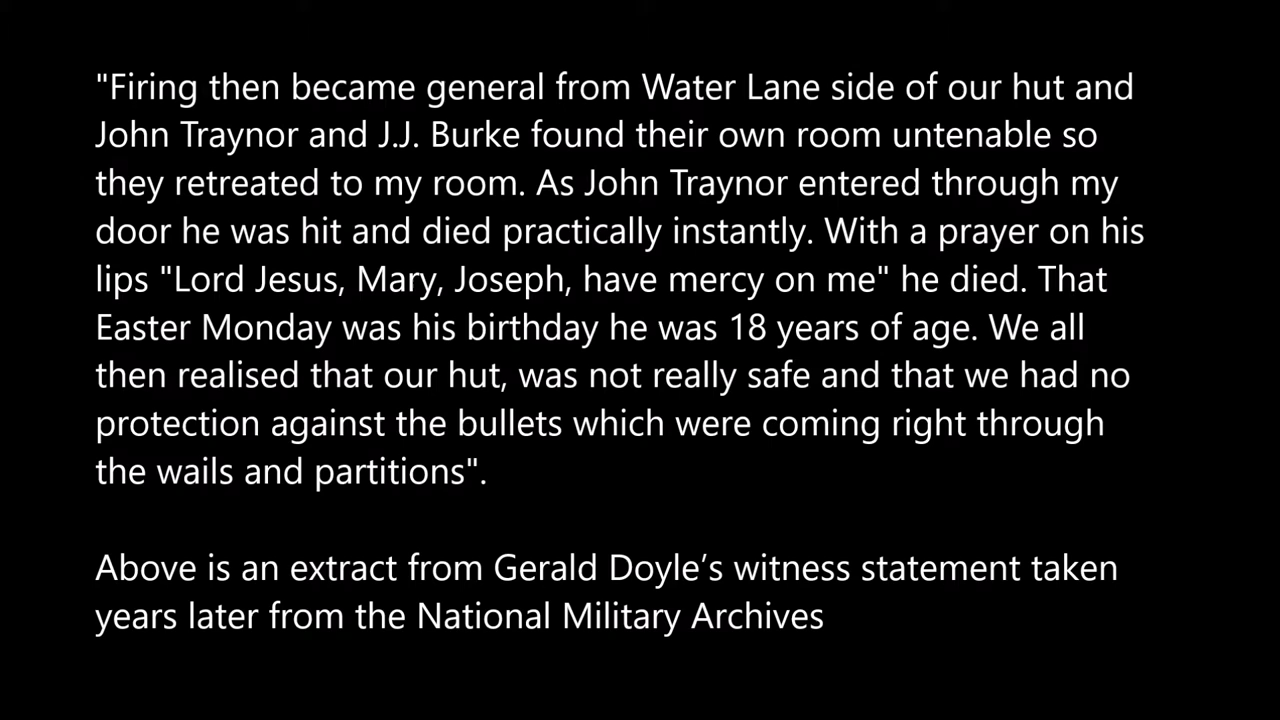 "Firing then became general from Water Lane side of our hut and
John Traynor and J.J. Burke found their own room untenable so
they retreated to my room. As John Traynor entered through my
door he was hit and died practically instantly. With a prayer on his
lips "Lord Jesus, Mary, Joseph, have mercy on me" he died. That
Easter Monday was his birthday he was 18 years of age. We all
then realised that our hut, was not really safe and that we had no
protection against the bullets which were coming right through
the wails and partitions".
Above is an extract from Gerald Doyle’s witness statement taken
years later from the National Military Archives